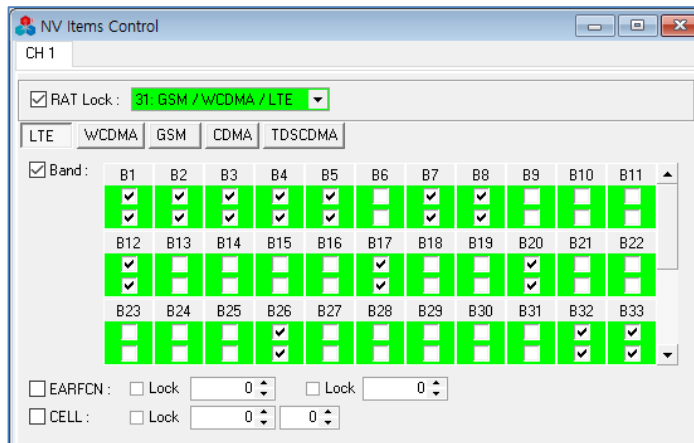 NV Items Control
CH 1
RAT Lock : 31: GSM / WCDMA / LTE
LTE WCDMA GSM CDMA TDSCDMA
Band : B1 B2 B3 B4 B5 B6 B7 B8 B9 B10 B11
B12 B13 B14 B15 B16 B17 B18 B19 B20 B21 B22
B23 B24 B25 B26 B27 B28 B29 B30 B31 B32 B33
EARFCN : Lock 0 Lock 0
CELL : Lock 0 0